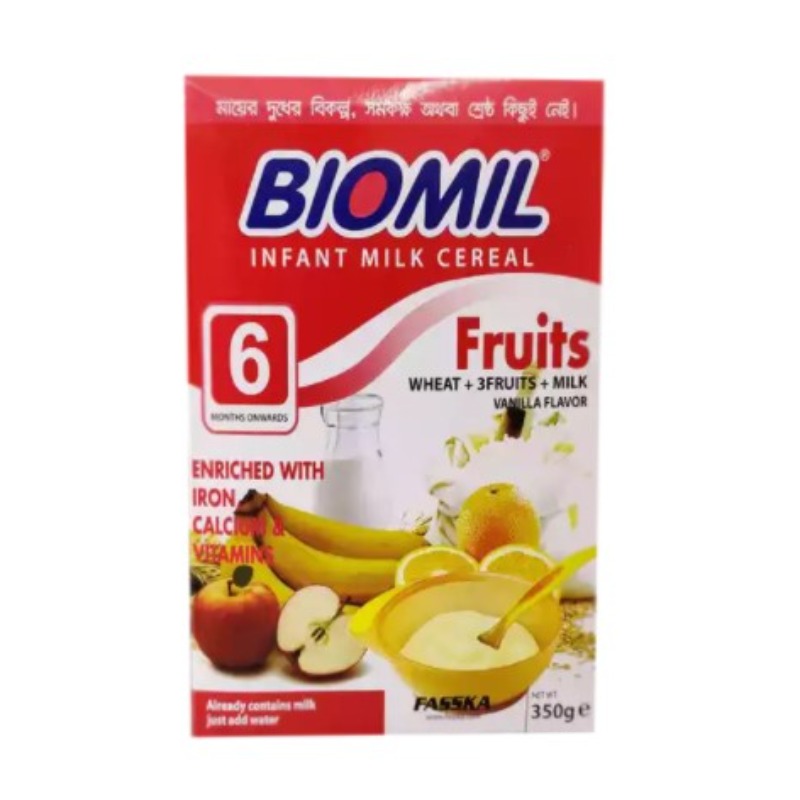 মায়ের দুধের বিকল্প, সমকক্ষ অথবা শ্রেষ্ঠ কিছুই নেই।
BIOMIL®
INFANT MILK CEREAL
6
MONTHS ONWARDS
Fruits
WHEAT + 3FRUITS + MILK
VANILLA FLAVOR
ENRICHED WITH
IRON,
CALCIUM &
VITAMINS
Already contains milk
just add water
FASSKA
NET WT
350g e